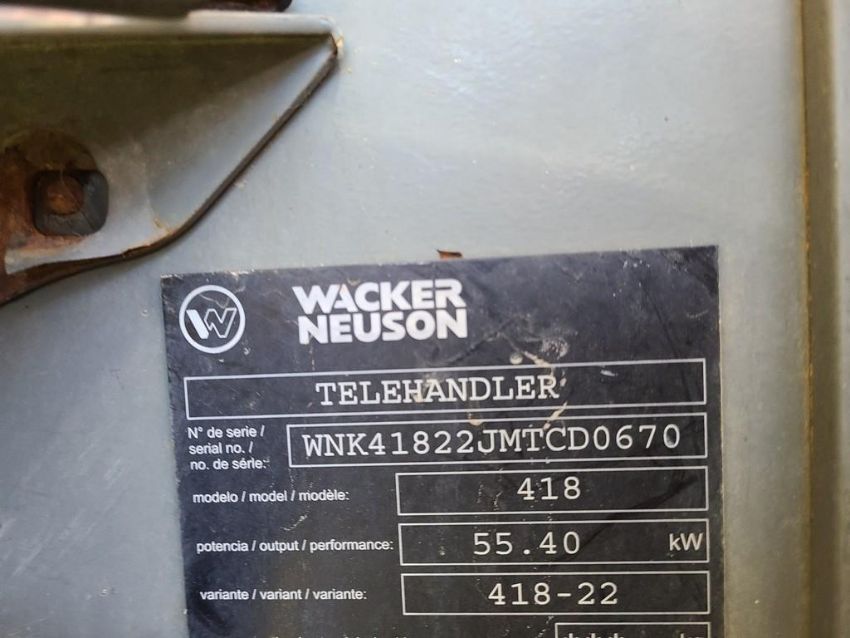 W
WACKER
NEUSON
TELEHANDLER
N° de serie /
serial no. /
no. de série:
WNK41822JMTCD0670
modelo / model / modèle:
418
potencia / output / performance:
55.40 kW
variante / variant / variante:
418-22